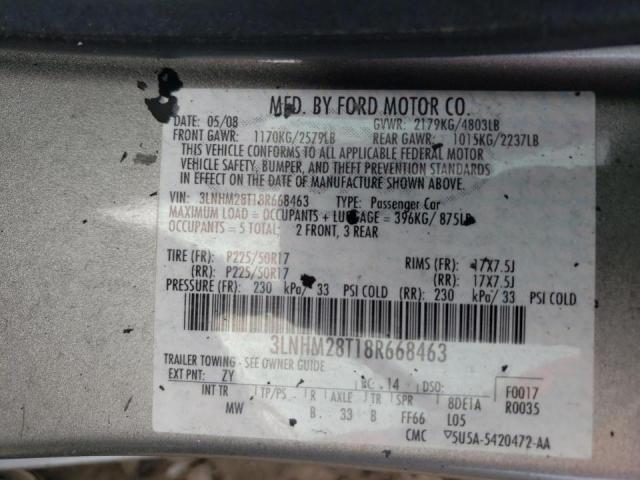 MFD. BY FORD MOTOR CO.
DATE: 05/08 GVWR: 2179KG/4803LB
FRONT GAWR: 1170KG/2579LB REAR GAWR: 1015KG/2237LB
THIS VEHICLE CONFORMS TO ALL APPLICABLE FEDERAL MOTOR
VEHICLE SAFETY, BUMPER, AND THEFT PREVENTION STANDARDS
IN EFFECT ON THE DATE OF MANUFACTURE SHOWN ABOVE.
VIN: 3LNHM28T18R668463 TYPE: Passenger Car
MAXIMUM LOAD = OCCUPANTS + LUGGAGE = 396KG/ 875LB
OCCUPANTS = 5 TOTAL: 2 FRONT, 3 REAR
TIRE (FR): P225/50R17 RIMS (FR): 17X7.5J
(RR): P225/50R17 (RR): 17X7.5J
PRESSURE (FR): 230 kPa/ 33 PSI COLD (RR): 230 kPa/ 33 PSI COLD
3LNHM28T18R668463
TRAILER TOWING - SEE OWNER GUIDE
EXT PNT: ZY RC: 14 DSO: F0017
INT TR TP/PS R AXLE TR SPR 8DE1A R0035
MW B 33 B FF66 L05
CMC 5U5A-5420472-AA